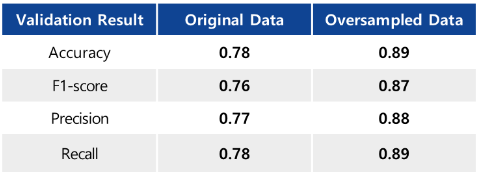 Validation Result Original Data Oversampled Data
Accuracy 0.78 0.89
F1-score 0.76 0.87
Precision 0.77 0.88
Recall 0.78 0.89